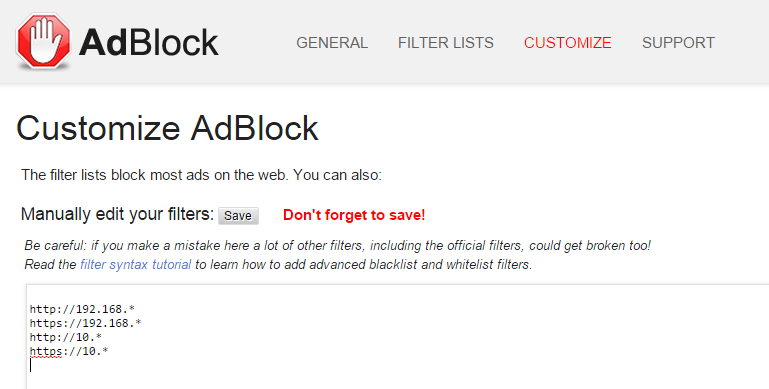 AdBlock GENERAL FILTER LISTS CUSTOMIZE SUPPORT
Customize AdBlock
The filter lists block most ads on the web. You can also:
Manually edit your filters: Save Don't forget to save!
Be careful: if you make a mistake here a lot of other filters, including the official filters, could get broken too!
Read the filter syntax tutorial to learn how to add advanced blacklist and whitelist filters.
http://192.168.*
https://192.168.*
http://10.*
https://10.*